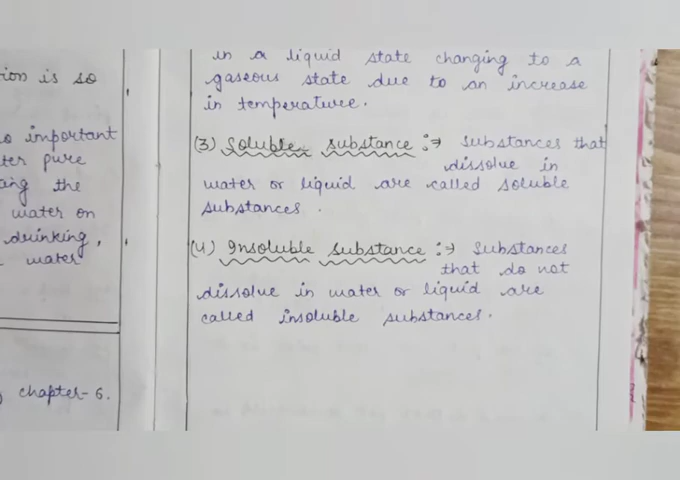 tion is so
important
ter pure
the
water on
drinking,
water
chapter-6.
in a liquid state changing to a
gaseous state due to an increase
in temperature.
(3) Soluble substance :→ substances that
dissolve in
water or liquid are called soluble
substances.
(4) Insoluble substance :→ substances
that do not
dissolve in water or liquid are
called insoluble substances.